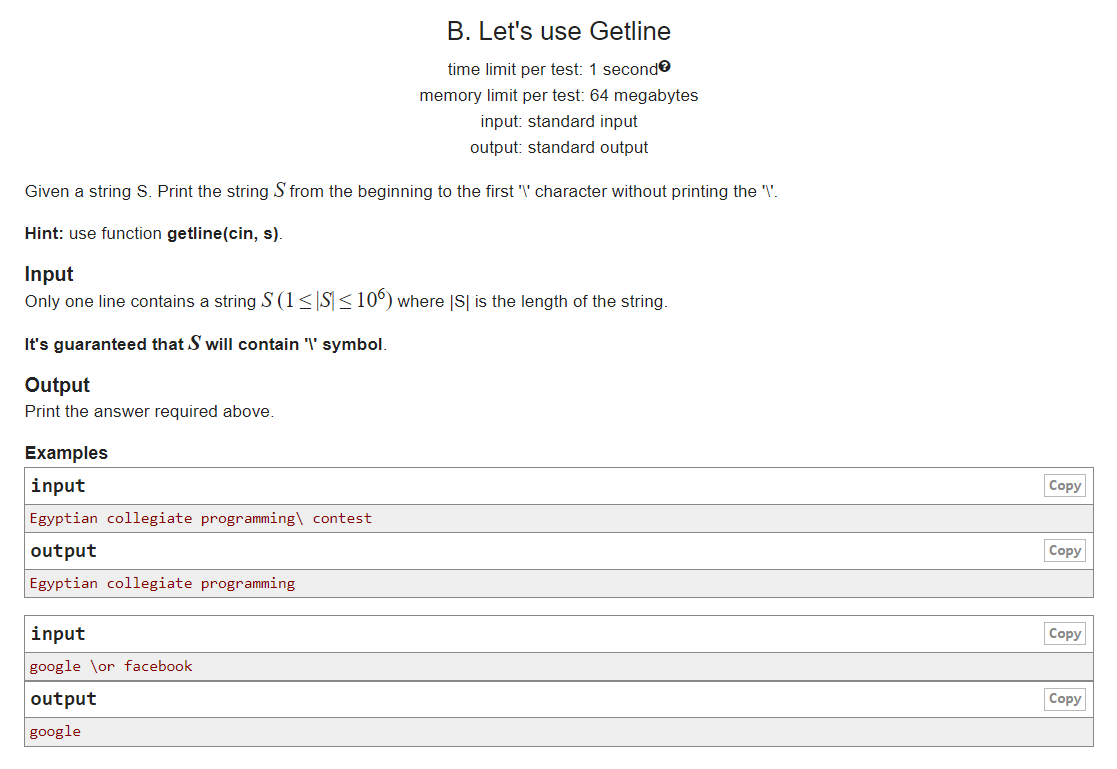 B. Let's use Getline
time limit per test: 1 second?
memory limit per test: 64 megabytes
input: standard input
output: standard output
Given a string S. Print the string S from the beginning to the first '\' character without printing the '\'.
Hint: use function getline(cin, s).
Input
Only one line contains a string S (1 ≤ |S| ≤ 10⁶) where |S| is the length of the string.
It's guaranteed that S will contain '\' symbol.
Output
Print the answer required above.
Examples
input
Copy
Egyptian collegiate programming\ contest
output
Copy
Egyptian collegiate programming
input
Copy
google \or facebook
output
Copy
google